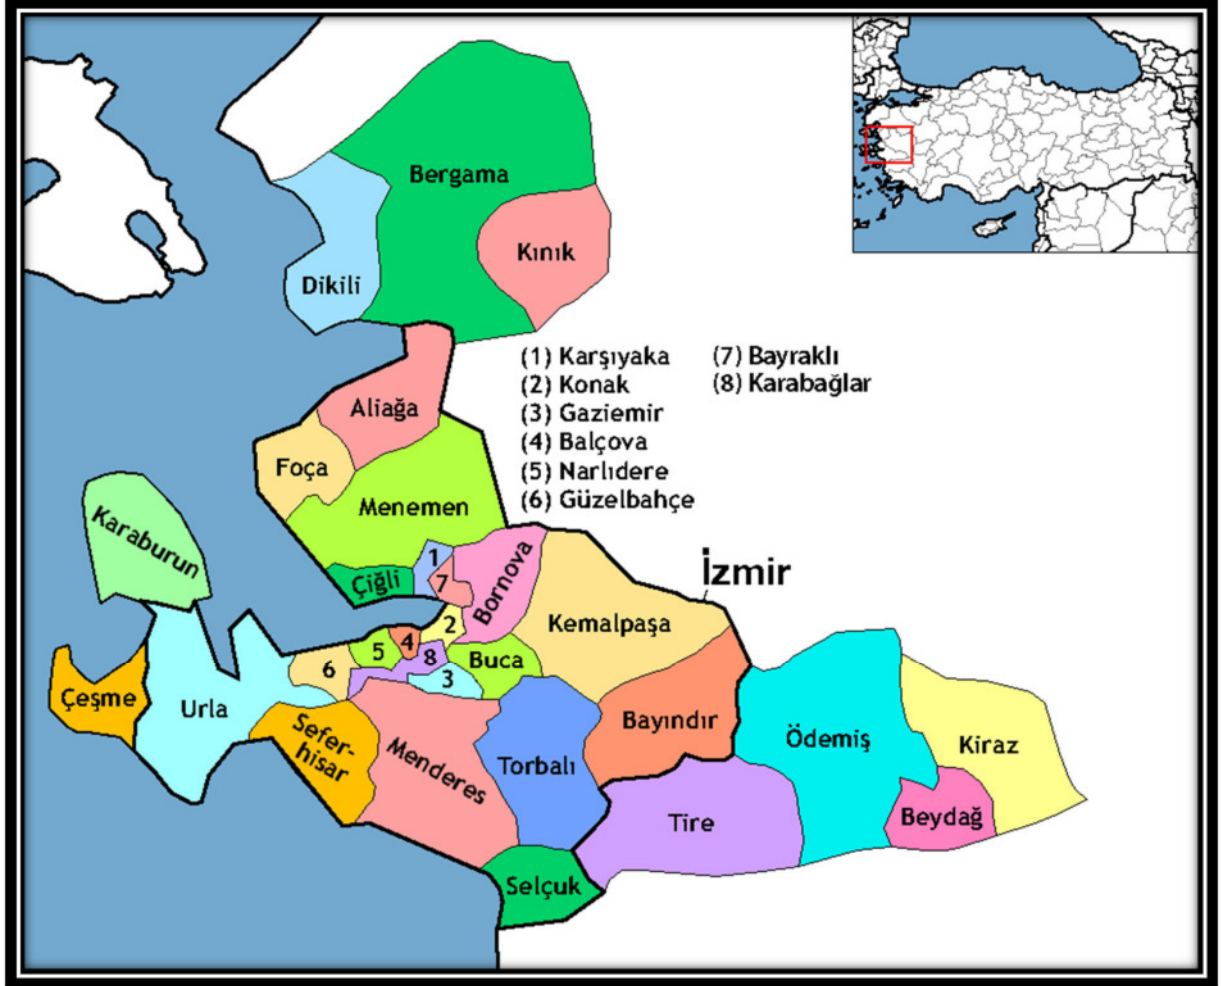 Bergama
Kınık
Dikili
(1) Karşıyaka
(2) Konak
(3) Gaziemir
(4) Balçova
(5) Narlıdere
(6) Güzelbahçe
(7) Bayraklı
(8) Karabağlar
Aliağa
Foça
Menemen
Karaburun
Çiğli
1
7
Bornova
İzmir
Kemalpaşa
2
5
4
8
6
3
Buca
Çeşme
Urla
Sefer-
hisar
Menderes
Torbalı
Bayındır
Ödemiş
Kiraz
Beydağ
Tire
Selçuk